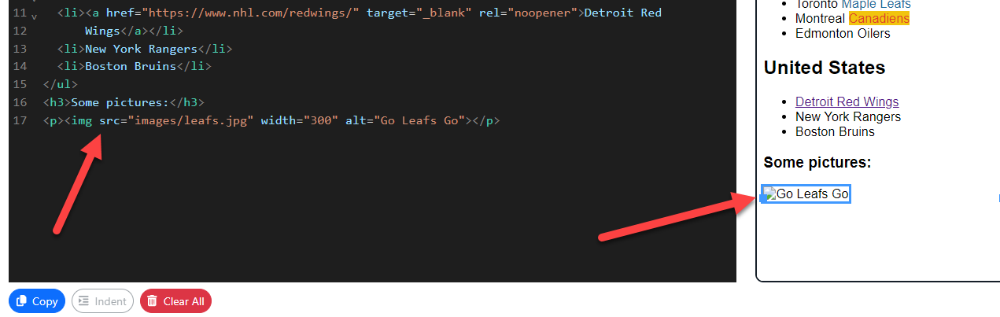 11 <li><a href="https://www.nhl.com/redwings/" target="_blank" rel="noopener">Detroit Red
12 Wings</a></li>
13 <li>New York Rangers</li>
14 <li>Boston Bruins</li>
15 </ul>
16 <h3>Some pictures:</h3>
17 <p><img src="images/leafs.jpg" width="300" alt="Go Leafs Go"></p>
Copy
Indent
Clear All
Toronto Maple Leafs
Montreal Canadiens
Edmonton Oilers
United States
Detroit Red Wings
New York Rangers
Boston Bruins
Some pictures:
Go Leafs Go